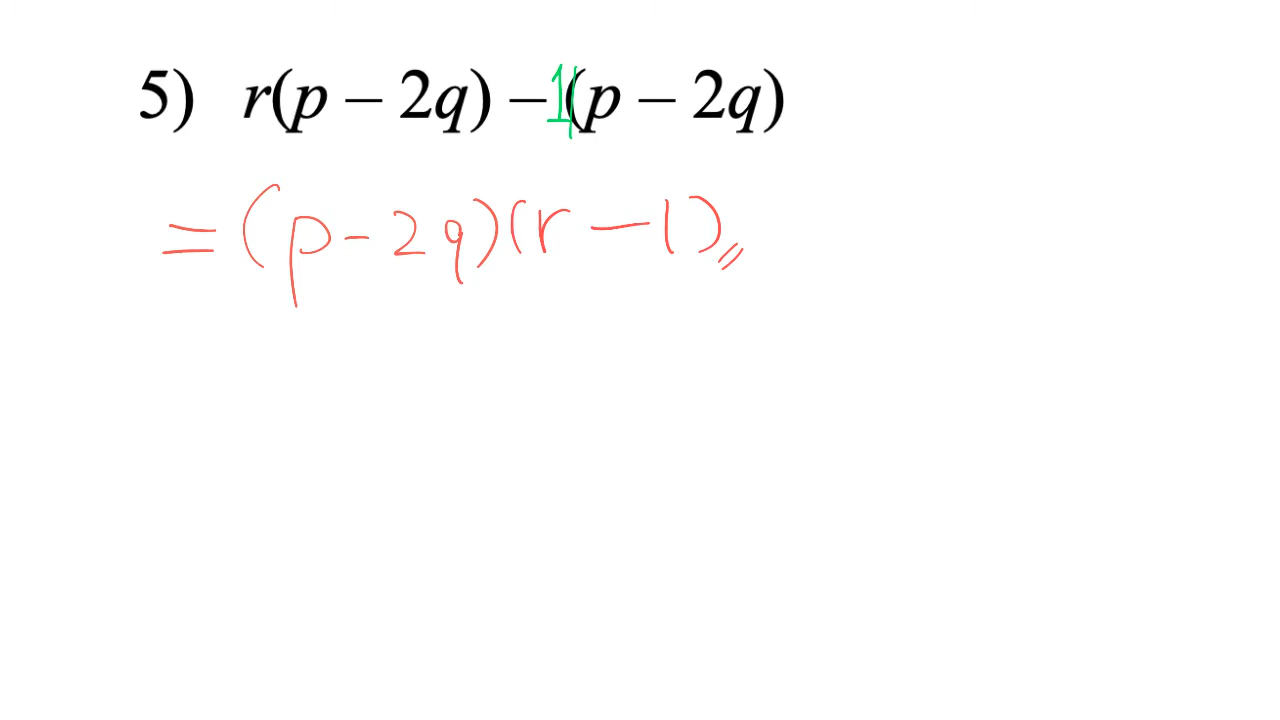 5) r(p – 2q) – 1(p – 2q)
= (p - 2q)(r - 1)